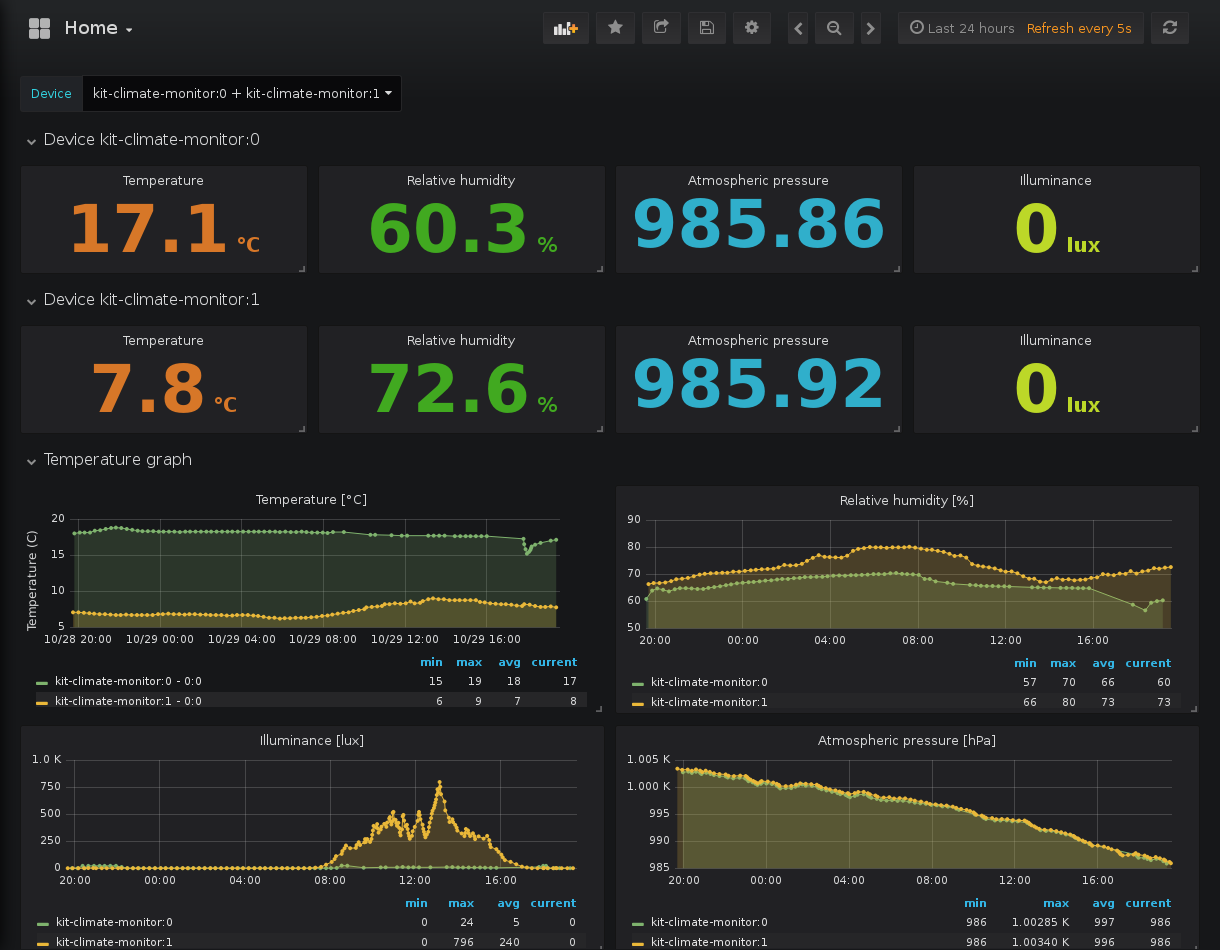 Home
Last 24 hours Refresh every 5s
Device kit-climate-monitor:0 + kit-climate-monitor:1
Device kit-climate-monitor:0
Temperature Relative humidity Atmospheric pressure Illuminance
17.1 °C 60.3 % 985.86 0 lux
Device kit-climate-monitor:1
Temperature Relative humidity Atmospheric pressure Illuminance
7.8 °C 72.6 % 985.92 0 lux
Temperature graph
Temperature [°C]
Temperature (C)
20
15
10
5
10/28 20:00 10/29 00:00 10/29 04:00 10/29 08:00 10/29 12:00 10/29 16:00
min max avg current
kit-climate-monitor:0 - 0:0 15 19 18 17
kit-climate-monitor:1 - 0:0 6 9 7 8
Relative humidity [%]
90
80
70
60
50
20:00 00:00 04:00 08:00 12:00 16:00
min max avg current
kit-climate-monitor:0 57 70 66 60
kit-climate-monitor:1 66 80 73 73
Illuminance [lux]
1.0 K
750
500
250
0
20:00 00:00 04:00 08:00 12:00 16:00
min max avg current
kit-climate-monitor:0 0 24 5 0
kit-climate-monitor:1 0 796 240 0
Atmospheric pressure [hPa]
1.005 K
1.000 K
995
990
985
20:00 00:00 04:00 08:00 12:00 16:00
min max avg current
kit-climate-monitor:0 986 1.00285 K 997 986
kit-climate-monitor:1 986 1.00340 K 996 986